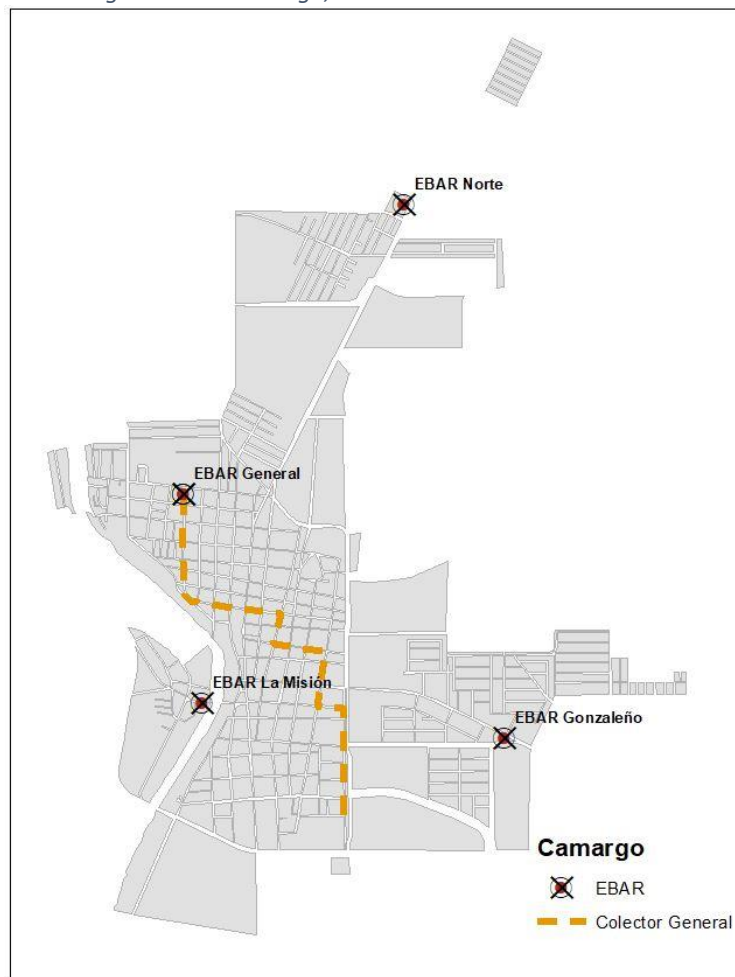 EBAR Norte
EBAR General
EBAR La Misión
EBAR Gonzaleño
Camargo
EBAR
Colector General